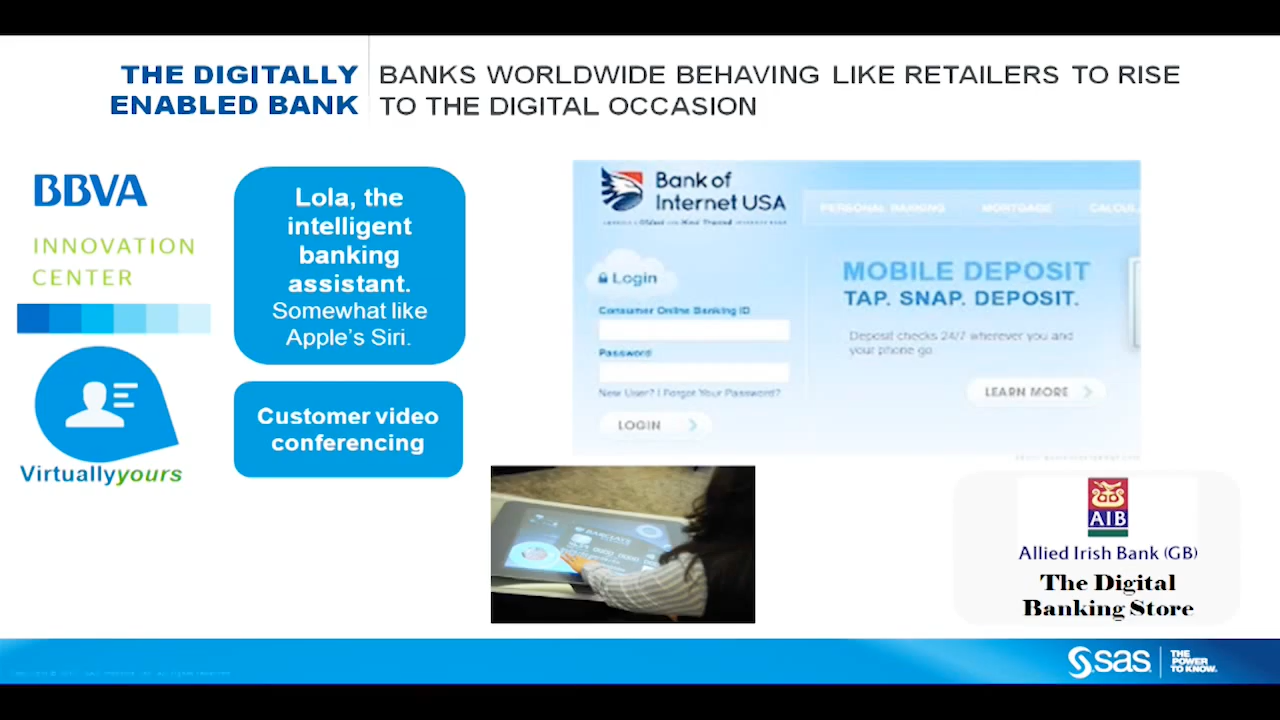 THE DIGITALLY
ENABLED BANK
BANKS WORLDWIDE BEHAVING LIKE RETAILERS TO RISE
TO THE DIGITAL OCCASION
BBVA
INNOVATION
CENTER
Lola, the
intelligent
banking
assistant.
Somewhat like
Apple's Siri.
Virtuallyyours
Customer video
conferencing
Bank of
Internet USA
PERSONAL BANKING
MORTGAGE
Login
Consumer Online Banking ID
Password
New User? | Forgot Your Password?
LOGIN
MOBILE DEPOSIT
TAP. SNAP. DEPOSIT.
Deposit checks 24/7 wherever you and
your phone go
LEARN MORE
BARCLAYS
AIB
Allied Irish Bank (GB)
The Digital
Banking Store
sas
THE
POWER
TO KNOW.